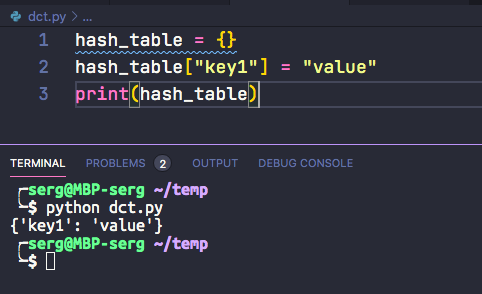 dct.py > ...
1 hash_table = {}
2 hash_table["key1"] = "value"
3 print(hash_table)
TERMINAL PROBLEMS 2 OUTPUT DEBUG CONSOLE
╭─serg@MBP-serg ~/temp
╰─$ python dct.py
{'key1': 'value'}
╭─serg@MBP-serg ~/temp
╰─$